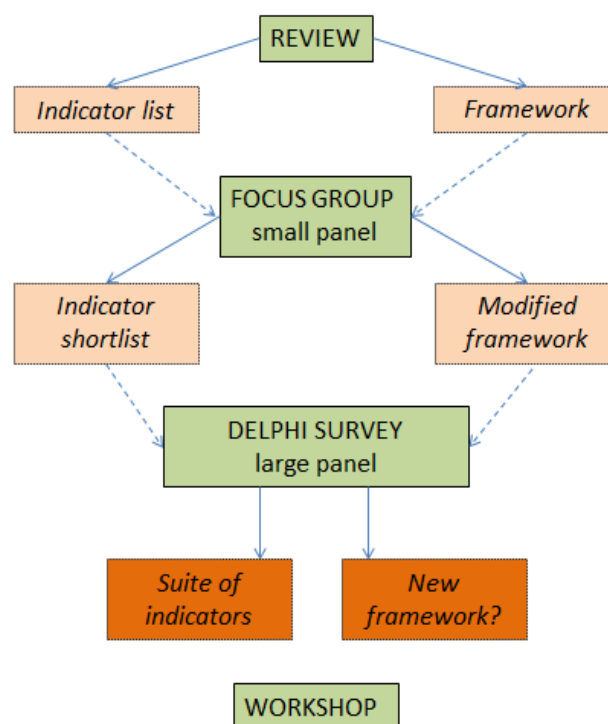 REVIEW
Indicator list
Framework
FOCUS GROUP
small panel
Indicator
shortlist
Modified
framework
DELPHI SURVEY
large panel
Suite of
indicators
New
framework?
WORKSHOP